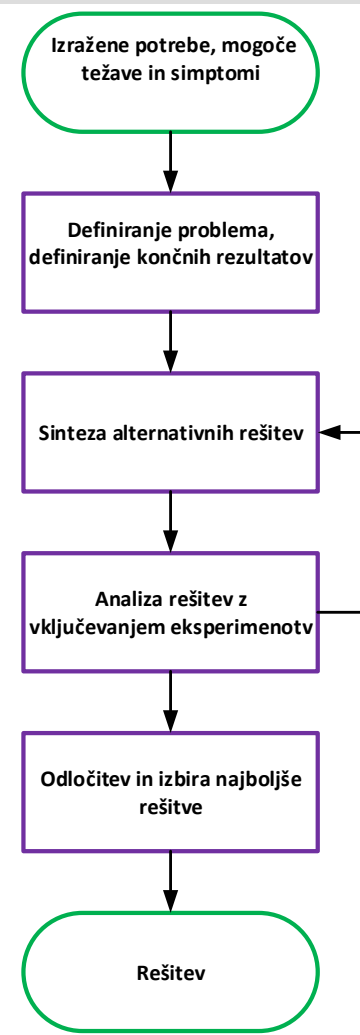 Izražene potrebe, mogoče
težave in simptomi
Definiranje problema,
definiranje končnih rezultatov
Sinteza alternativnih rešitev
Analiza rešitev z
vključevanjem eksperimenotv
Odločitev in izbira najboljše
rešitve
Rešitev